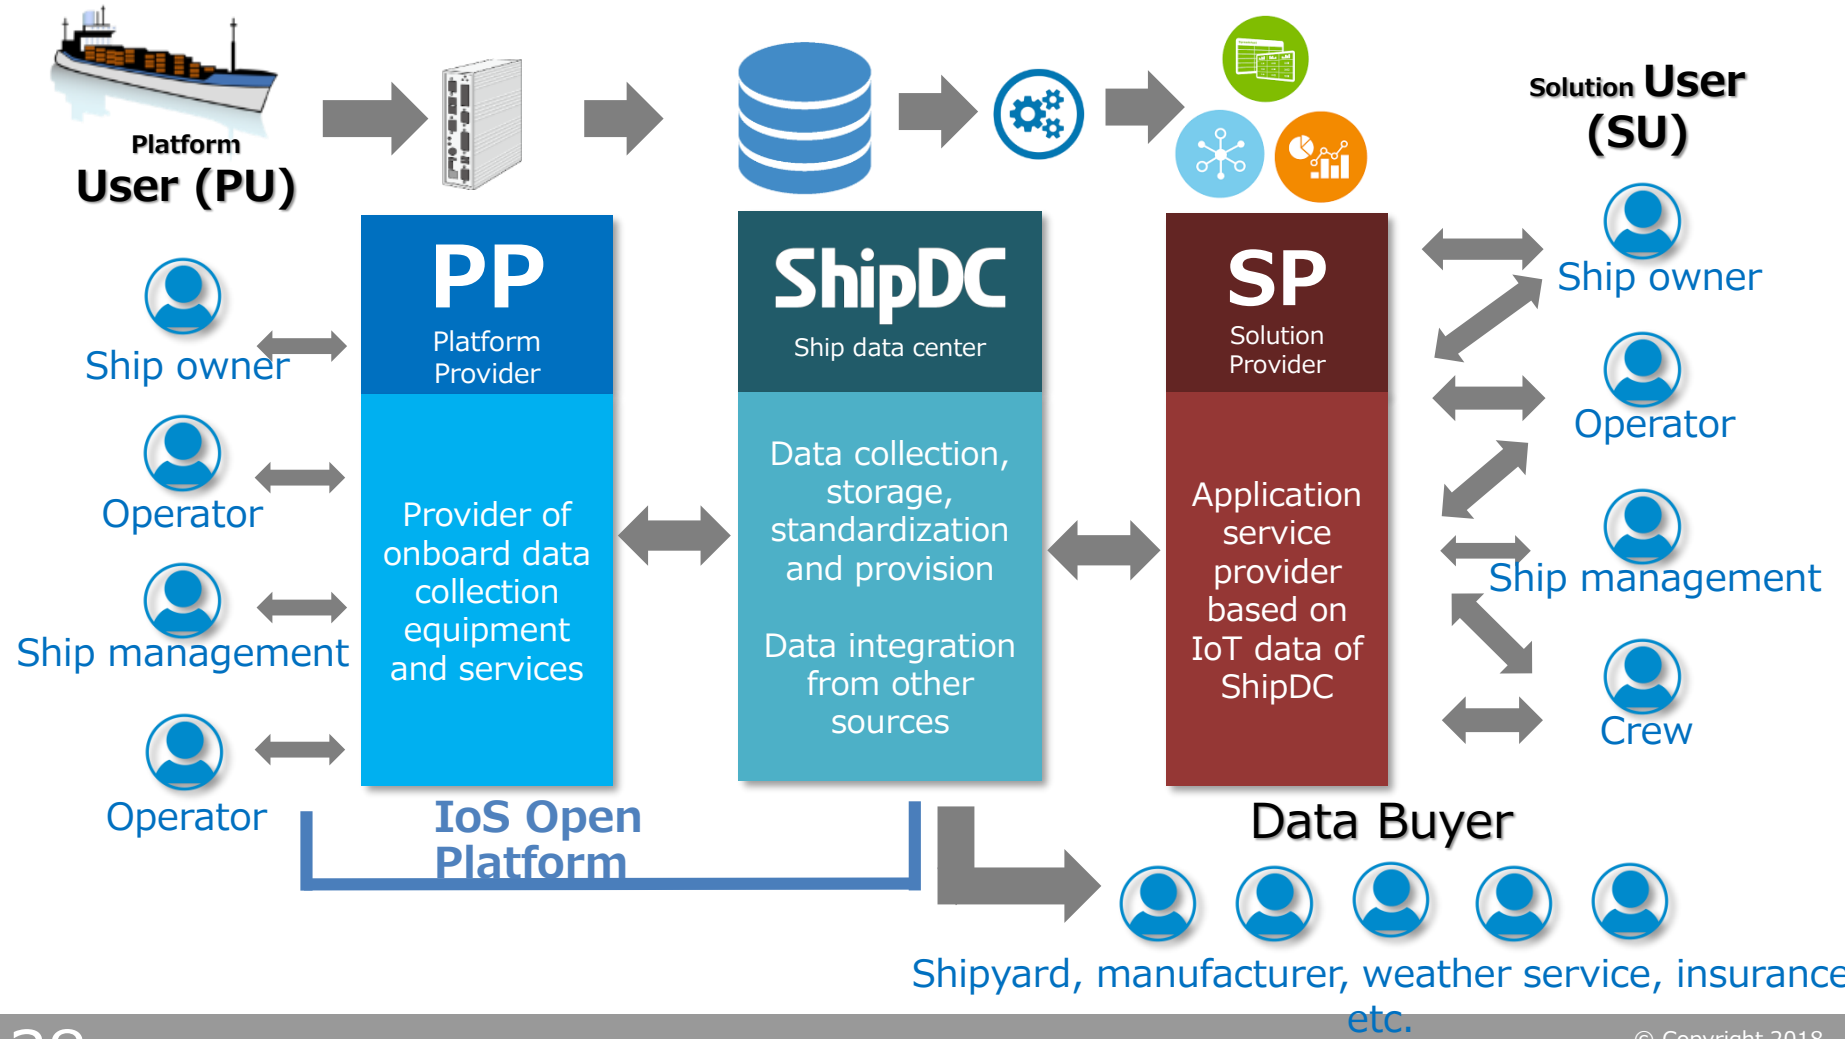 Platform
User (PU)
Ship owner
Operator
Ship management
Operator
PP
Platform
Provider
Provider of
onboard data
collection
equipment
and services
ShipDC
Ship data center
Data collection,
storage,
standardization
and provision
Data integration
from other
sources
SP
Solution
Provider
Application
service
provider
based on
IoT data of
ShipDC
Solution User
(SU)
Ship owner
Operator
Ship management
Crew
IoS Open
Platform
Data Buyer
Shipyard, manufacturer, weather service, insurance
etc.
© Copyright 2018